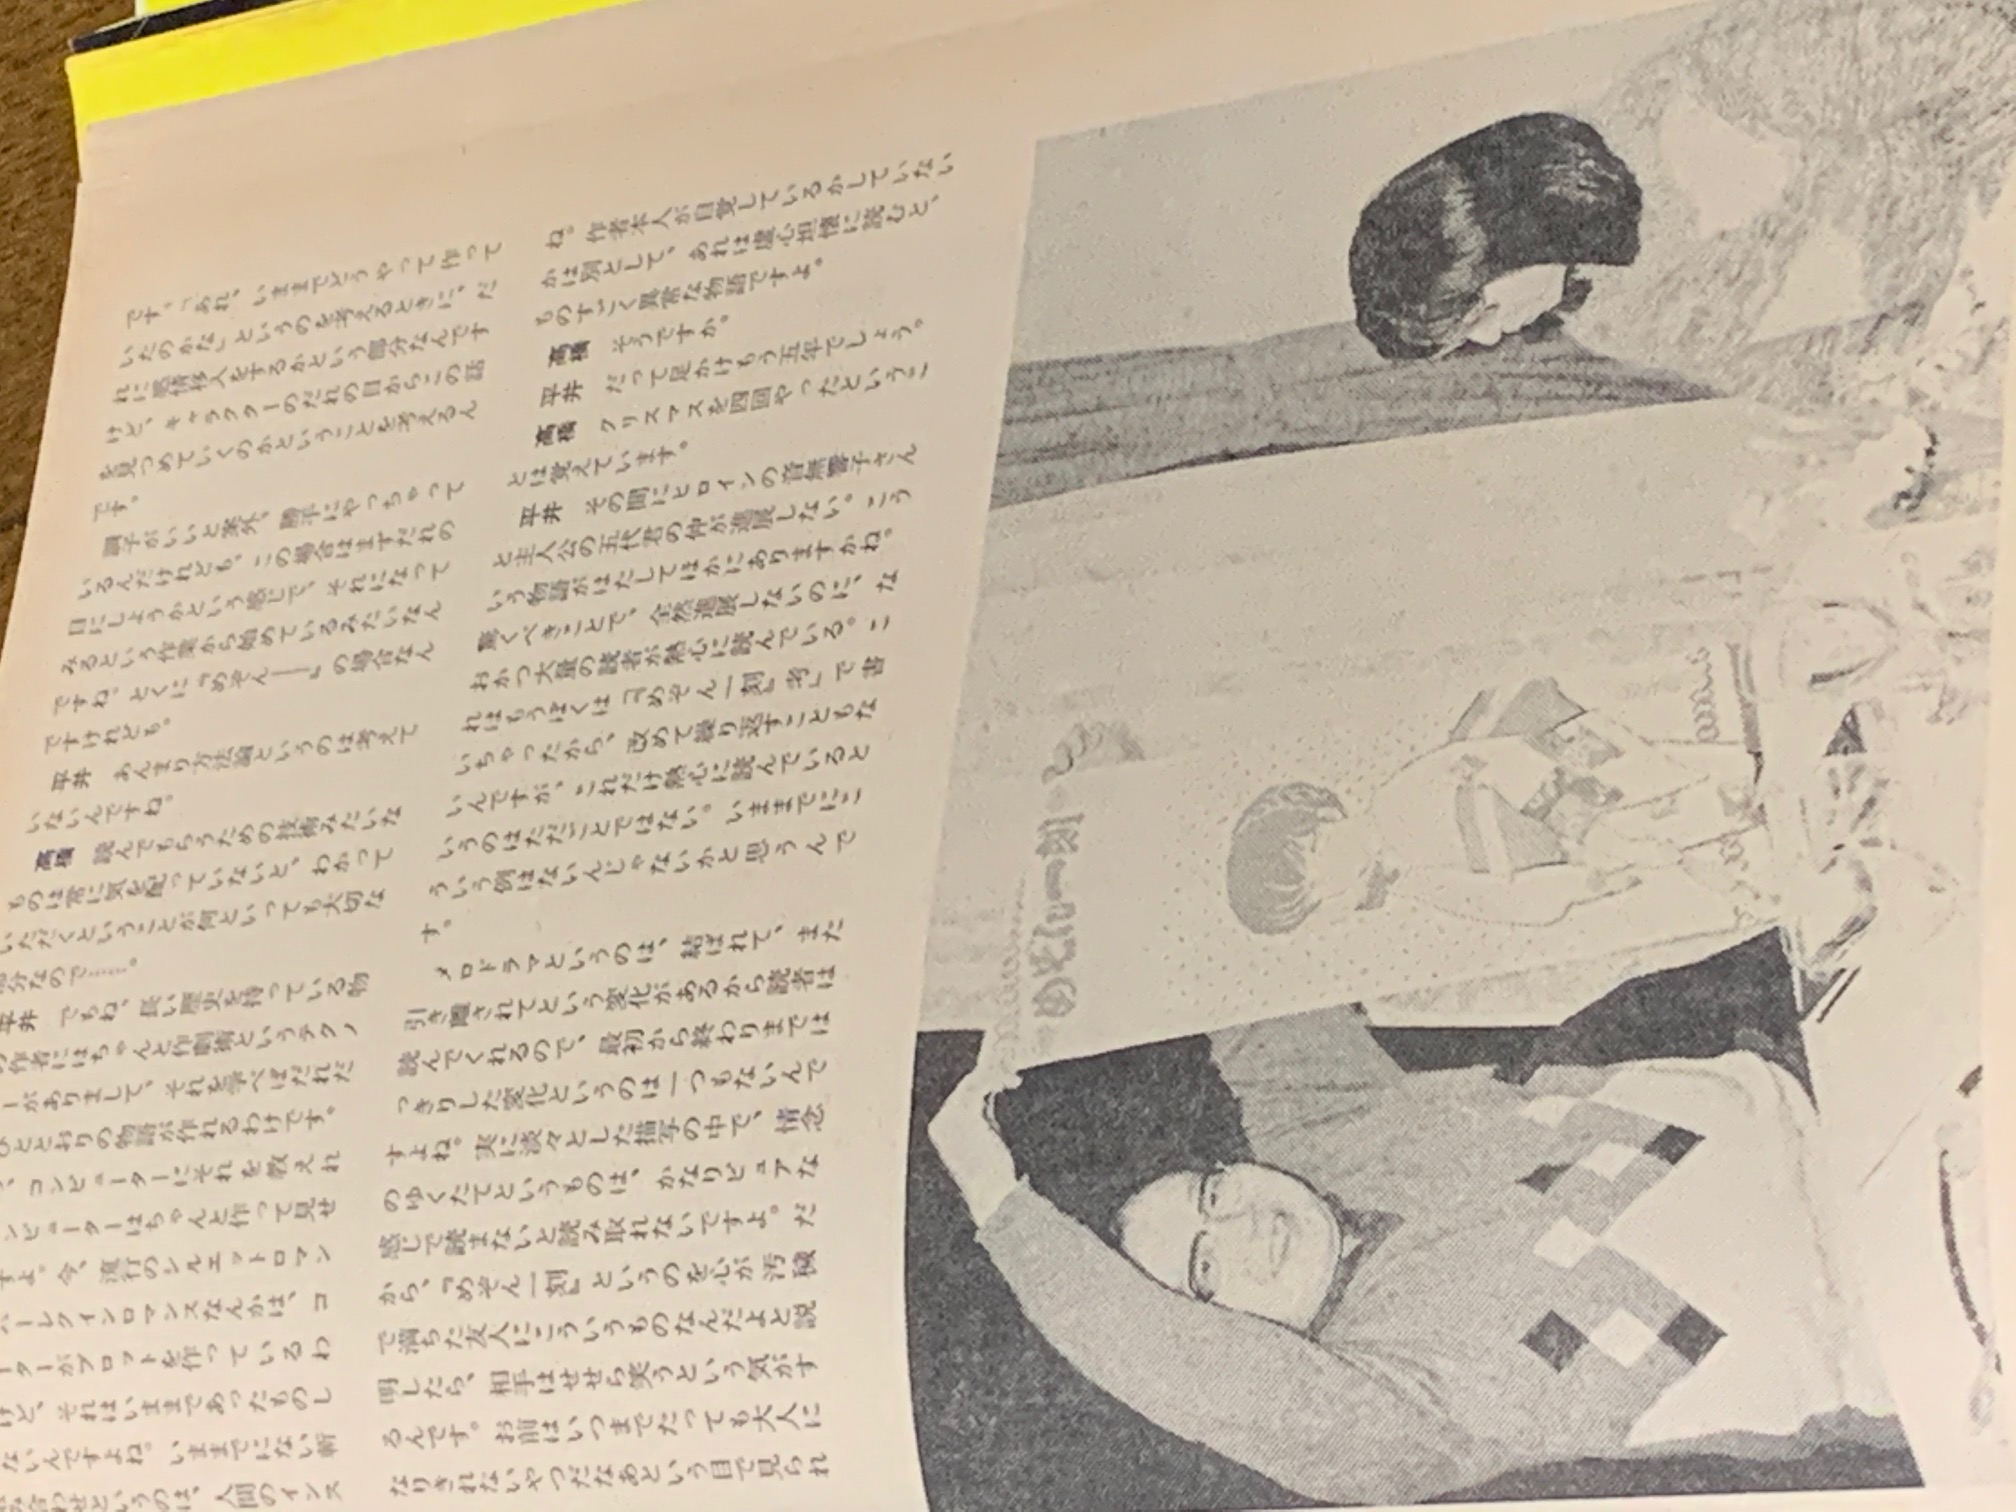 です。「あれ、いままでどうやって作って
いたのかな」というのを考えるときに、だ
れに感情移入をするかという部分なんです
けど、キャラクターのだれの目からこの話
を見つめていくのかということを考えるん
です。
調子がいいと案外、勝手にやっちゃって
いるんだけれども、この場合はまずだれの
目にしようかという感じで、それになって
みるという作業から始めているみたいなん
ですね。とくに『めぞん――』の場合なん
ですけれども。
平井　あんまり方法論というのは考えて
いないんですね。
高橋　読んでもらうための技術みたいな
ものは常に気を配っていないと、わかって
いただくということが何といっても大切な
部分なので……。
平井　でもね、長い歴史を持っている物
の作者にはちゃんと作劇術というテクノ
ーがありまして、それを学べばだれだ
ひととおりの物語が作れるわけです。
、コンピューターにそれを教えれ
ンピューターはちゃんと作って見せ
すよ。今、流行のシルエットロマン
ハーレクインロマンスなんかは、コ
ーターがプロットを作っているわ
けど、それはいままであったものし
ないんですよね。いままでにない斬
み合わせというのは、人間のインス
ね。作者本人が自覚しているかしていない
かは別として、あれは虚心坦懐に読むと、
ものすごく異常な物語ですよ。
高橋　そうですか。
平井　だって足かけもう五年でしょう。
高橋　クリスマスを四回やったというこ
とは覚えています。
平井　その間にヒロインの音無響子さん
と主人公の五代君の仲が進展しない。こう
いう物語がはたしてほかにありますかね。
驚くべきことで、全然進展しないのに、な
おかつ大量の読者が熱心に読んでいる。こ
れはもうぼくは「『めぞん一刻』考」で書
いちゃったから、改めて繰り返すこともな
いんですが、これだけ熱心に読んでいると
いうのはただごとではない。いままでにこ
ういう例はないんじゃないかと思うんで
す。
メロドラマというのは、結ばれて、また
引き離されてという変化があるから読者は
読んでくれるので、最初から終わりまでは
っきりした変化というのは一つもないんで
すよね。実に淡々とした描写の中で、情念
のゆくたてというものは、かなりピュアな
感じで読まないと読み取れないですよ。だ
から、『めぞん一刻』というのを心が汚穢
で満ちた友人にこういうものなんだよと説
明したら、相手はせせら笑うという気がす
るんです。お前はいつまでたっても大人に
なりきれないやつだなあという目で見られ
めぞん一刻